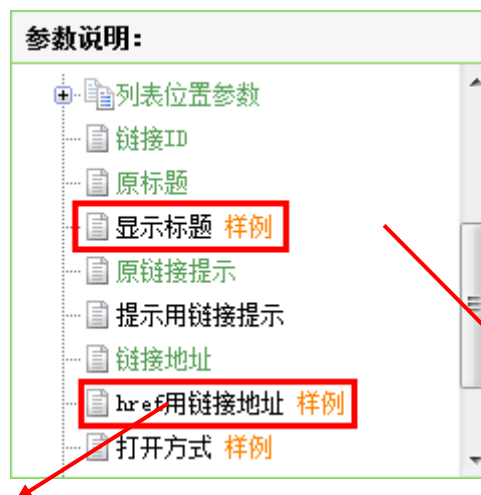 参数说明：
列表位置参数
链接ID
原标题
显示标题 样例
原链接提示
提示用链接提示
链接地址
href用链接地址 样例
打开方式 样例